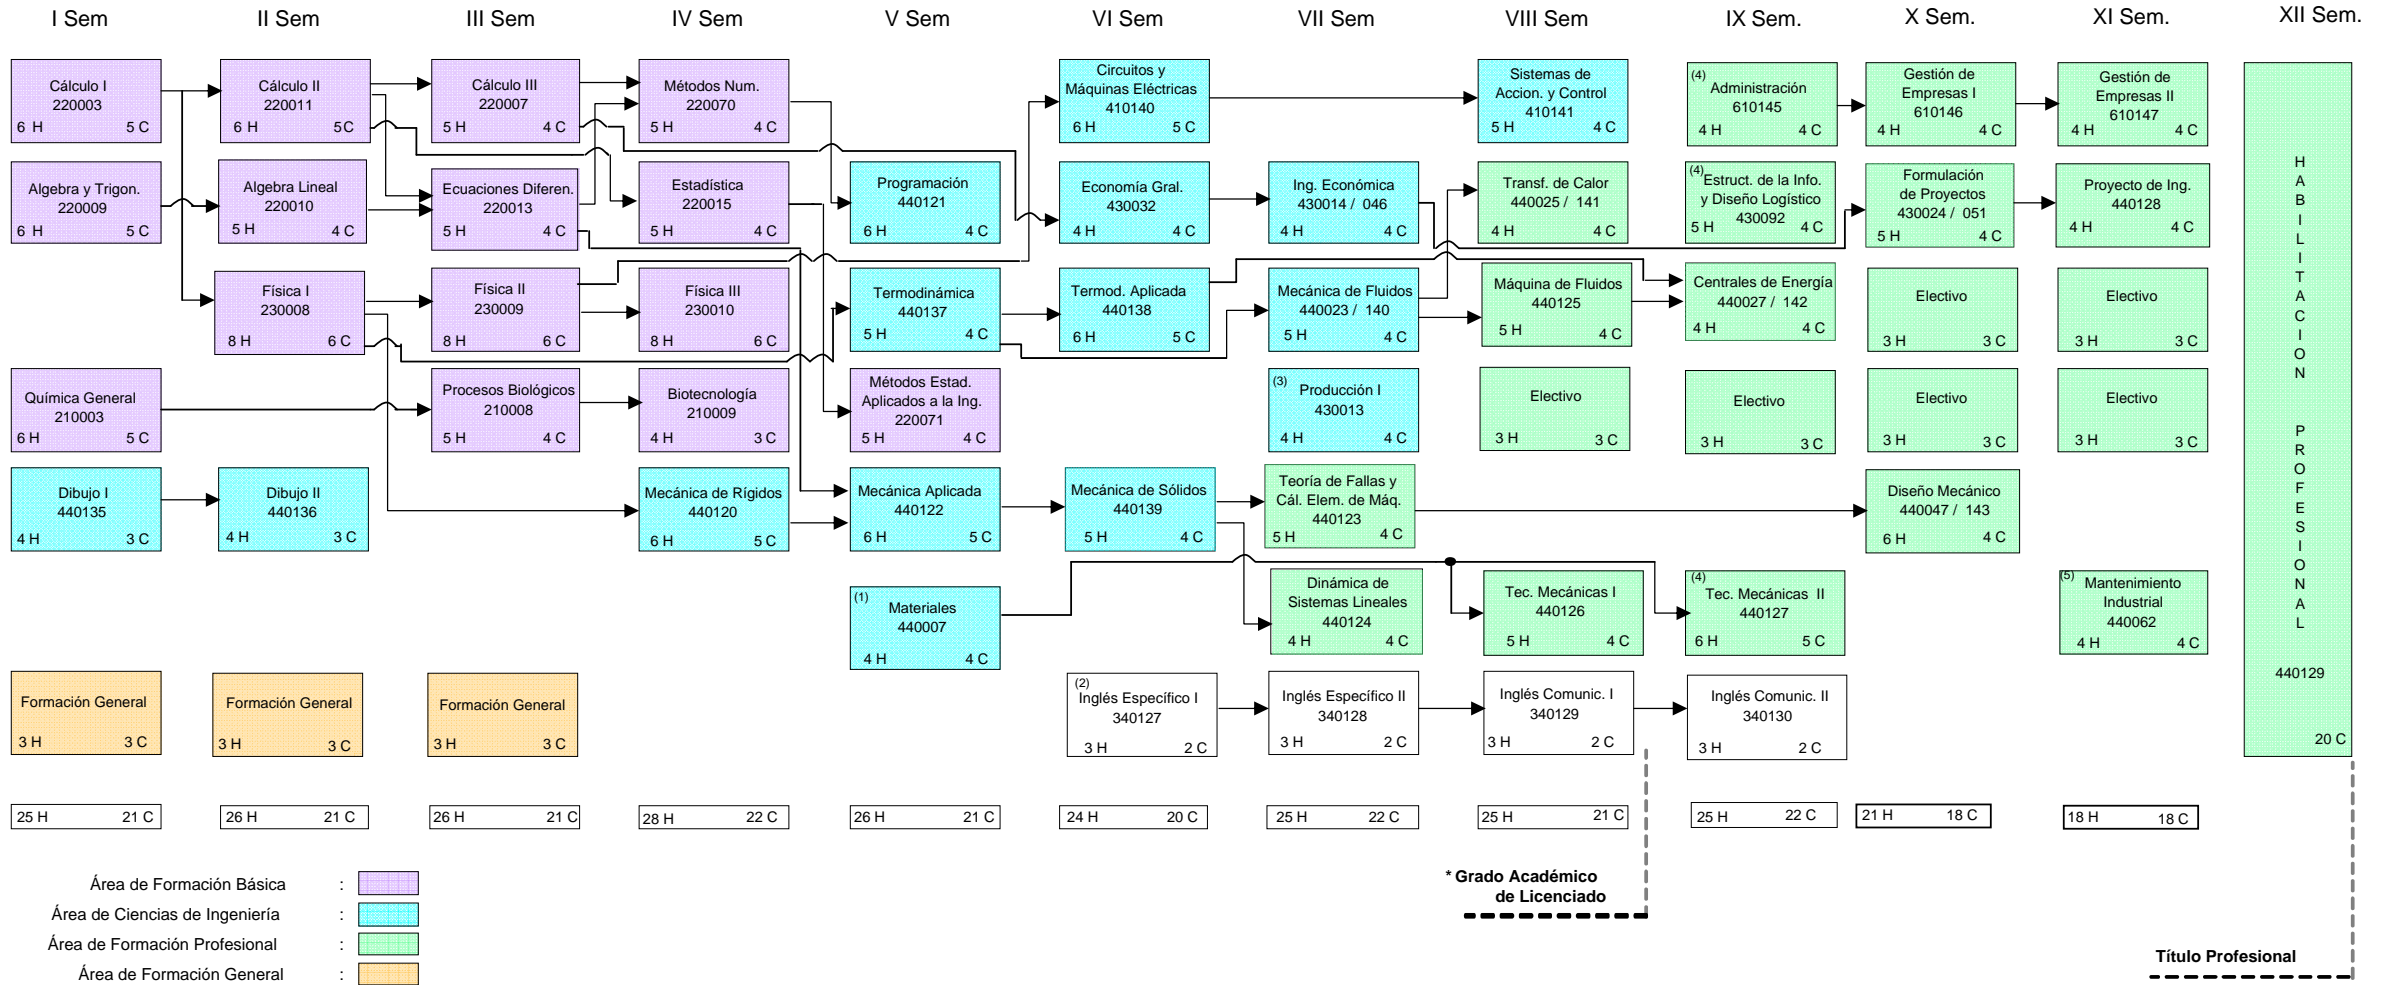 I Sem
II Sem
III Sem
IV Sem
V Sem
VI Sem
VII Sem
VIII Sem
IX Sem.
X Sem.
XI Sem.
XII Sem.
Cálculo I
220003
6 H 5 C
Cálculo II
220011
6 H 5C
Cálculo III
220007
5 H 4 C
Métodos Num.
220070
5 H 4 C
Circuitos y
Máquinas Eléctricas
410140
6 H 5 C
Sistemas de
Accion. y Control
410141
5 H 4 C
(4)
Administración
610145
4 H 4 C
Gestión de
Empresas I
610146
4 H 4 C
Gestión de
Empresas II
610147
4 H 4 C
Algebra y Trigon.
220009
6 H 5 C
Algebra Lineal
220010
5 H 4 C
Ecuaciones Diferen.
220013
5 H 4 C
Estadística
220015
5 H 4 C
Programación
440121
6 H 4 C
Economía Gral.
430032
4 H 4 C
Ing. Económica
430014 / 046
4 H 4 C
Transf. de Calor
440025 / 141
4 H 4 C
(4)
Estruct. de la Info.
y Diseño Logístico
430092
5 H 4 C
Formulación
de Proyectos
430024 / 051
5 H 4 C
Proyecto de Ing.
440128
4 H 4 C
Física I
230008
8 H 6 C
Física II
230009
8 H 6 C
Física III
230010
8 H 6 C
Termodinámica
440137
5 H 4 C
Termod. Aplicada
440138
6 H 5 C
Mecánica de Fluidos
440023 / 140
5 H 4 C
Máquina de Fluidos
440125
5 H 4 C
Centrales de Energía
440027 / 142
4 H 4 C
Electivo
3 H 3 C
Electivo
3 H 3 C
Química General
210003
6 H 5 C
Procesos Biológicos
210008
5 H 4 C
Biotecnología
210009
4 H 3 C
Métodos Estad.
Aplicados a la Ing.
220071
5 H 4 C
(3)
Producción I
430013
4 H 4 C
Electivo
3 H 3 C
Electivo
3 H 3 C
Electivo
3 H 3 C
Electivo
3 H 3 C
Dibujo I
440135
4 H 3 C
Dibujo II
440136
4 H 3 C
Mecánica de Rígidos
440120
6 H 5 C
Mecánica Aplicada
440122
6 H 5 C
Mecánica de Sólidos
440139
5 H 4 C
Teoría de Fallas y
Cál. Elem. de Máq.
440123
5 H 4 C
Diseño Mecánico
440047 / 143
6 H 4 C
(1)
Materiales
440007
4 H 4 C
Dinámica de
Sistemas Lineales
440124
4 H 4 C
Tec. Mecánicas I
440126
5 H 4 C
(4)
Tec. Mecánicas II
440127
6 H 5 C
(5)
Mantenimiento
Industrial
440062
4 H 4 C
Formación General
3 H 3 C
Formación General
3 H 3 C
Formación General
3 H 3 C
(2)
Inglés Específico I
340127
3 H 2 C
Inglés Específico II
340128
3 H 2 C
Inglés Comunic. I
340129
3 H 2 C
Inglés Comunic. II
340130
3 H 2 C
HABILITACION PROFESIONAL
440129
20 C
25 H 21 C
26 H 21 C
26 H 21 C
28 H 22 C
26 H 21 C
24 H 20 C
25 H 22 C
25 H 21 C
25 H 22 C
21 H 18 C
18 H 18 C
Área de Formación Básica :
Área de Ciencias de Ingeniería :
Área de Formación Profesional :
Área de Formación General :
* Grado Académico
de Licenciado
Título Profesional